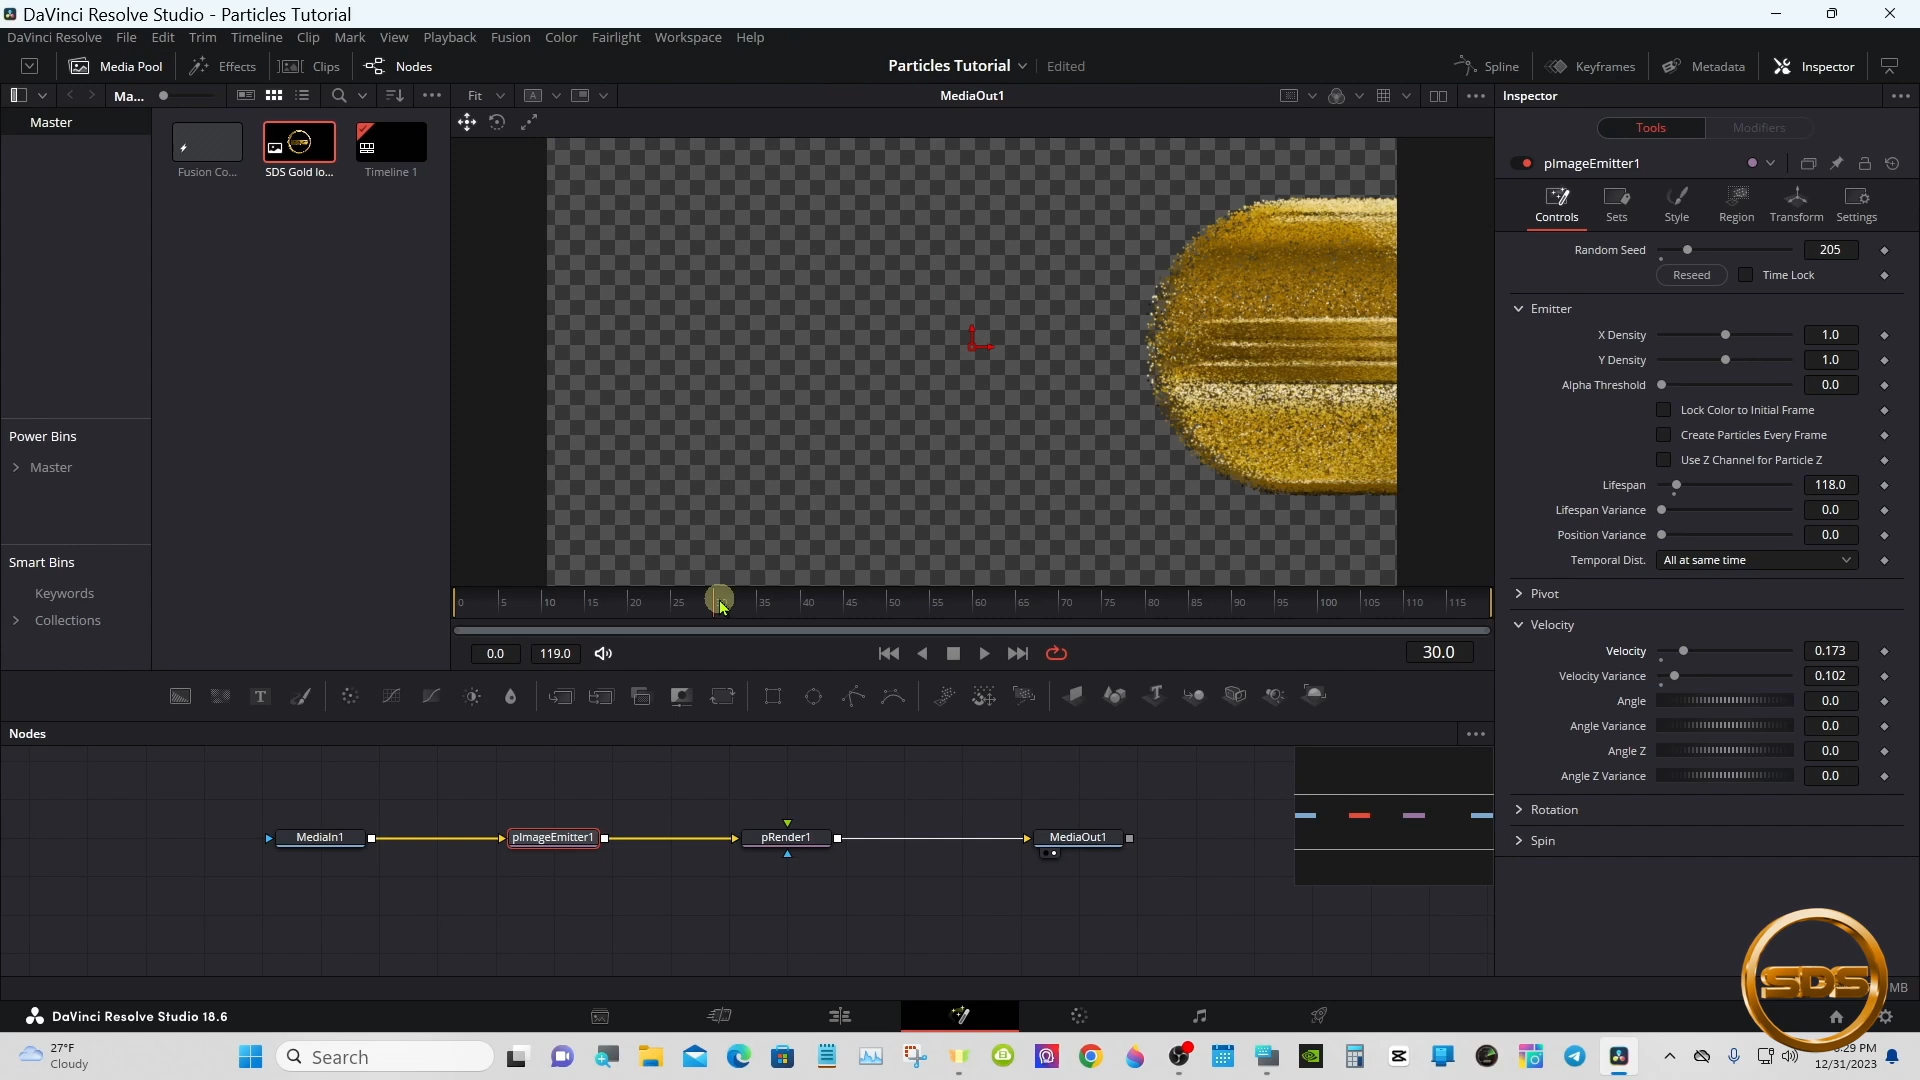 DaVinci Resolve Studio - Particles Tutorial
DaVinci Resolve File Edit Trim Timeline Clip Mark View Playback Fusion Color Fairlight Workspace Help
Media Pool Effects Clips Nodes Particles Tutorial Edited Spline Keyframes Metadata Inspector
Ma... Fit A MediaOut1 Inspector
Master
Tools Modifiers
pImageEmitter1
Fusion Co... SDS Gold lo... Timeline 1
Controls Sets Style Region Transform Settings
Random Seed 205
Reseed Time Lock
Emitter
X Density 1.0
Y Density 1.0
Alpha Threshold 0.0
Lock Color to Initial Frame
Create Particles Every Frame
Use Z Channel for Particle Z
Lifespan 118.0
Lifespan Variance 0.0
Position Variance 0.0
Temporal Dist. All at same time
Pivot
Velocity
Velocity 0.173
Velocity Variance 0.102
Angle 0.0
Angle Variance 0.0
Angle Z 0.0
Angle Z Variance 0.0
Rotation
Spin
Power Bins
Master
Smart Bins
Keywords
Collections
0 5 10 15 20 25 35 40 45 50 55 60 65 70 75 80 85 90 95 100 105 110 115
0.0 119.0 30.0
T
Nodes
MediaIn1 pImageEmitter1 pRender1 MediaOut1
SDS
MB
DaVinci Resolve Studio 18.6
27°F
Cloudy
Search
:29 PM
12/31/2023